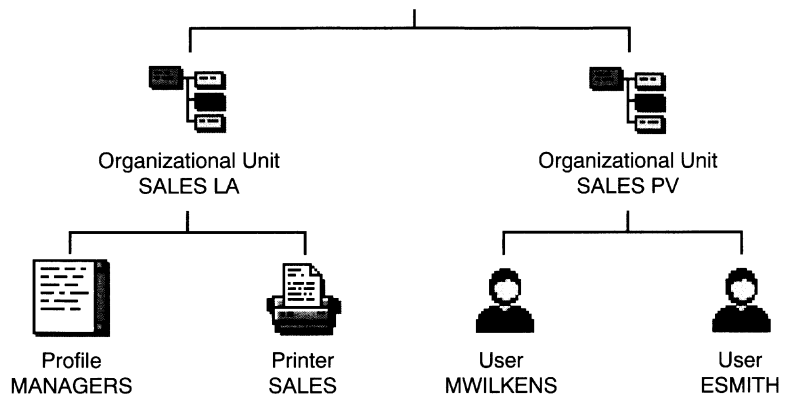 Organizational Unit
SALES LA
Organizational Unit
SALES PV
Profile
MANAGERS
Printer
SALES
User
MWILKENS
User
ESMITH